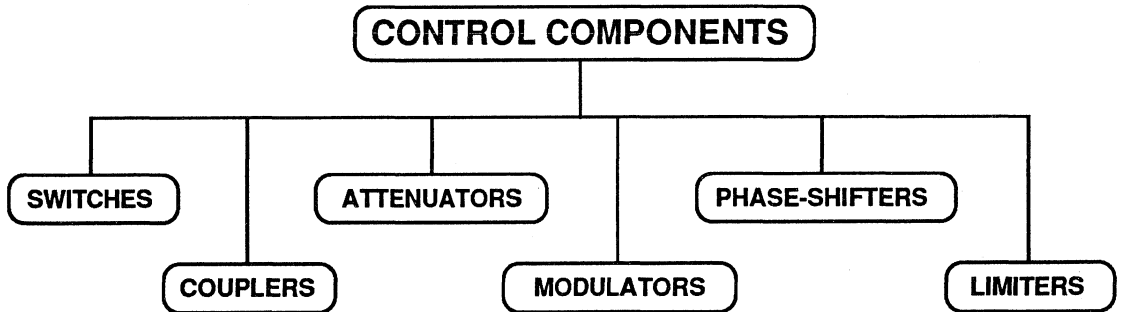 CONTROL COMPONENTS
SWITCHES
ATTENUATORS
PHASE-SHIFTERS
COUPLERS
MODULATORS
LIMITERS